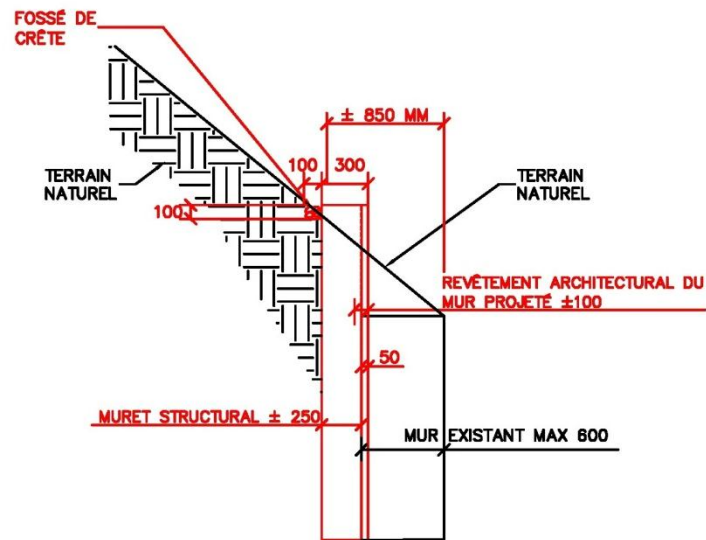 FOSSÉ DE
CRÊTE
± 850 MM
100
300
TERRAIN
NATUREL
TERRAIN
NATUREL
100
REVÊTEMENT ARCHITECTURAL DU
MUR PROJETÉ ±100
50
MURET STRUCTURAL ± 250
MUR EXISTANT MAX 600